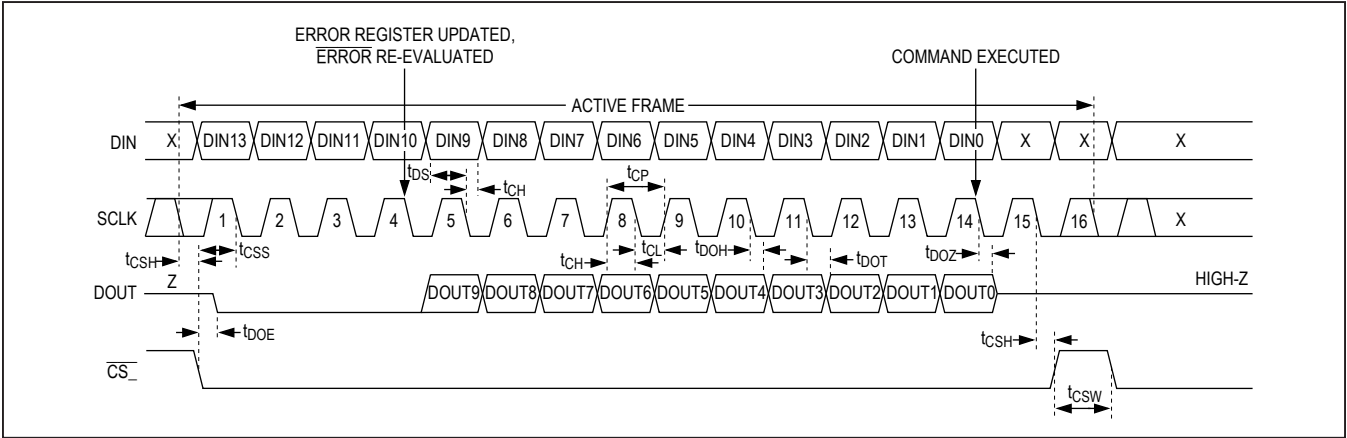 ERROR REGISTER UPDATED,
ERROR RE-EVALUATED
COMMAND EXECUTED
ACTIVE FRAME
DIN X DIN13 DIN12 DIN11 DIN10 DIN9 DIN8 DIN7 DIN6 DIN5 DIN4 DIN3 DIN2 DIN1 DIN0 X X X
tDS tCH tCP
SCLK 1 2 3 4 5 6 7 8 9 10 11 12 13 14 15 16 X
tCSH tCSS tCH tCL tDOH tDOT tDOZ
DOUT Z DOUT9 DOUT8 DOUT7 DOUT6 DOUT5 DOUT4 DOUT3 DOUT2 DOUT1 DOUT0 HIGH-Z
tDOE tCSH
CS_ tCSW